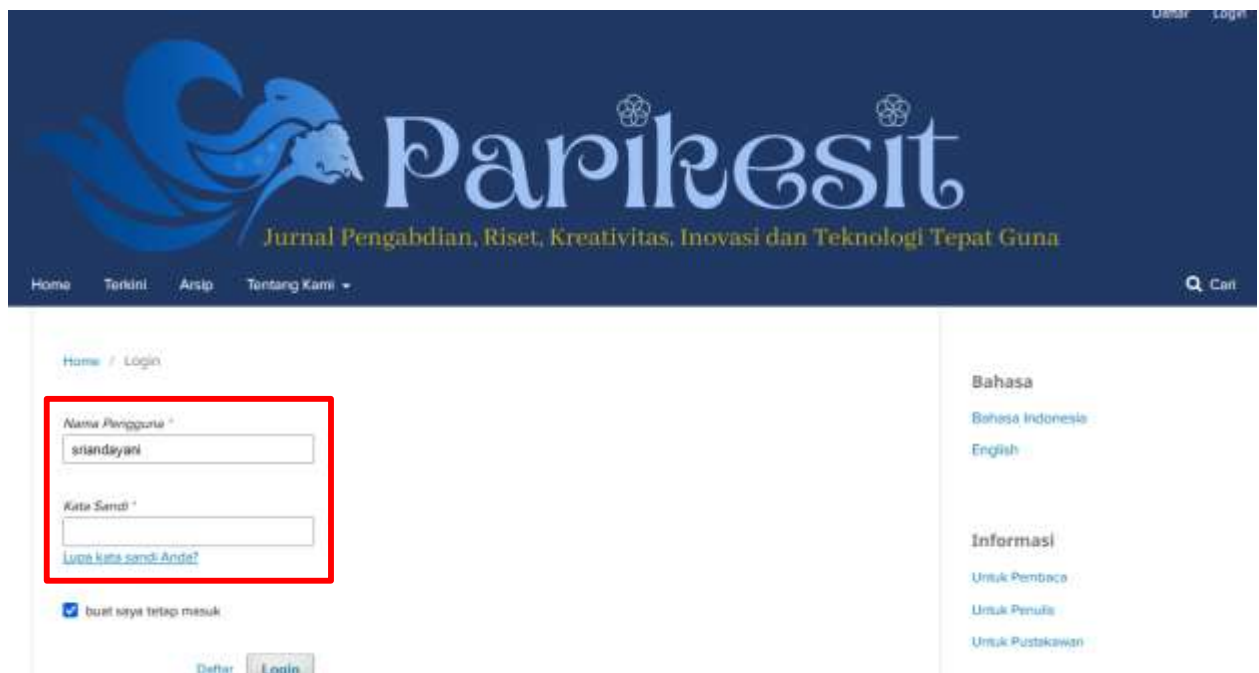 Daftar Login
Parikesit
Jurnal Pengabdian, Riset, Kreativitas, Inovasi dan Teknologi Tepat Guna
Home Terkini Arsip Tentang Kami
Cari
Home / Login
Nama Pengguna *
sriandayani
Kata Sandi *
Lupa kata sandi Anda?
buat saya tetap masuk
Daftar Login
Bahasa
Bahasa Indonesia
English
Informasi
Untuk Pembaca
Untuk Penulis
Untuk Pustakawan